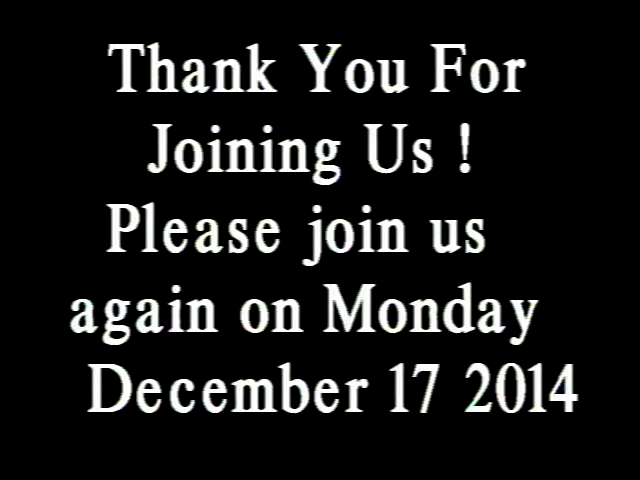 Thank You For
Joining Us !
Please join us
again on Monday
December 17 2014